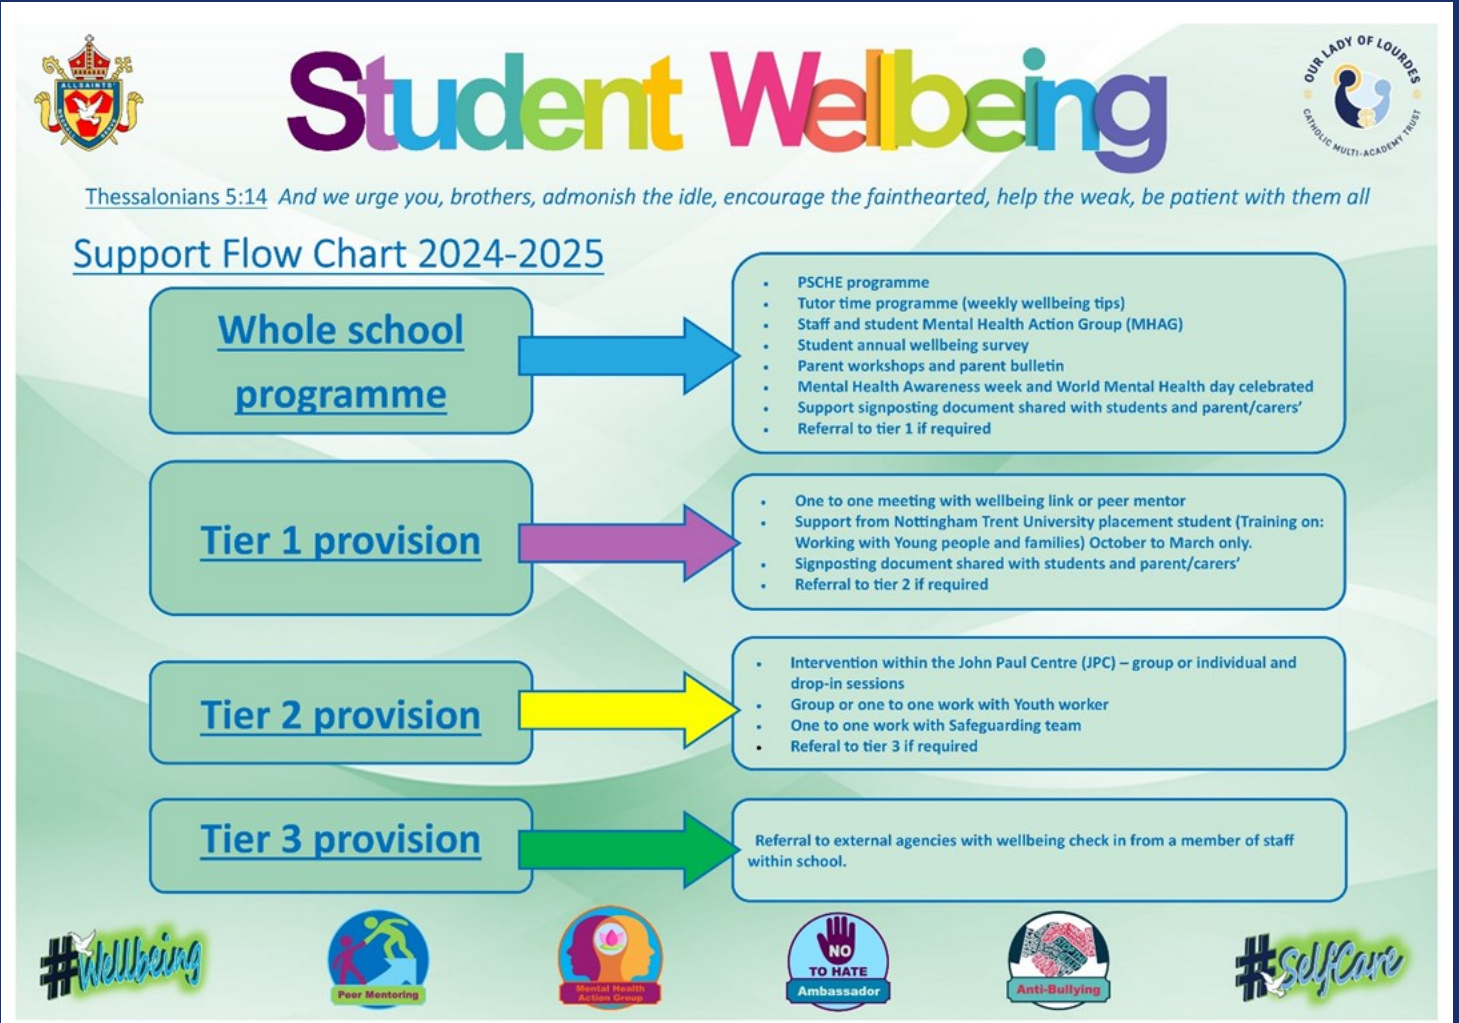 Student Wellbeing
ALL SAINTS'
OUR LADY OF LOURDES
CATHOLIC MULTI-ACADEMY TRUST
Thessalonians 5:14 And we urge you, brothers, admonish the idle, encourage the fainthearted, help the weak, be patient with them all
Support Flow Chart 2024-2025
Whole school
programme
• PSCHE programme
• Tutor time programme (weekly wellbeing tips)
• Staff and student Mental Health Action Group (MHAG)
• Student annual wellbeing survey
• Parent workshops and parent bulletin
• Mental Health Awareness week and World Mental Health day celebrated
• Support signposting document shared with students and parent/carers'
• Referral to tier 1 if required
Tier 1 provision
• One to one meeting with wellbeing link or peer mentor
• Support from Nottingham Trent University placement student (Training on:
Working with Young people and families) October to March only.
• Signposting document shared with students and parent/carers'
• Referral to tier 2 if required
Tier 2 provision
• Intervention within the John Paul Centre (JPC) – group or individual and
drop-in sessions
• Group or one to one work with Youth worker
• One to one work with Safeguarding team
• Referal to tier 3 if required
Tier 3 provision
Referral to external agencies with wellbeing check in from a member of staff
within school.
#Wellbeing
Peer Mentoring
Mental Health
Action Group
NO
TO HATE
Ambassador
Anti-Bullying
#SelfCare